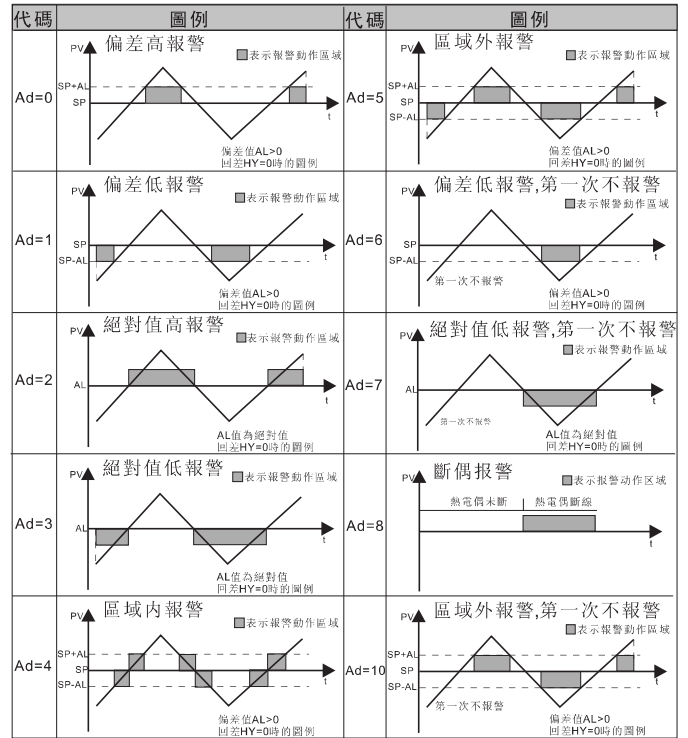 代碼 圖例 代碼 圖例
Ad=0
偏差高報警
表示報警動作區域
PV
SP+AL
SP
t
偏差值AL>0
回差HY=0時的圖例
Ad=5
區域外報警
表示報警動作區域
PV
SP+AL
SP
SP-AL
t
偏差值AL>0
回差HY=0時的圖例
Ad=1
偏差低報警
表示報警動作區域
PV
SP
SP-AL
t
偏差值AL>0
回差HY=0時的圖例
Ad=6
偏差低報警,第一次不報警
表示報警動作區域
PV
SP
SP-AL
t
第一次不報警
偏差值AL>0
回差HY=0時的圖例
Ad=2
絕對值高報警
表示報警動作區域
PV
AL
t
AL值為絕對值
回差HY=0時的圖例
Ad=7
絕對值低報警,第一次不報警
表示報警動作區域
PV
AL
t
第一次不報警
AL值為絕對值
回差HY=0時的圖例
Ad=3
絕對值低報警
表示報警動作區域
PV
AL
t
AL值為絕對值
回差HY=0時的圖例
Ad=8
斷偶报警
表示报警动作区域
PV
熱電偶未斷 熱電偶斷線
t
Ad=4
區域内報警
表示報警動作區域
PV
SP+AL
SP
SP-AL
t
偏差值AL>0
回差HY=0時的圖例
Ad=10
區域外報警,第一次不報警
表示報警動作區域
PV
SP+AL
SP
SP-AL
t
第一次不報警
偏差值AL>0
回差HY=0時的圖例